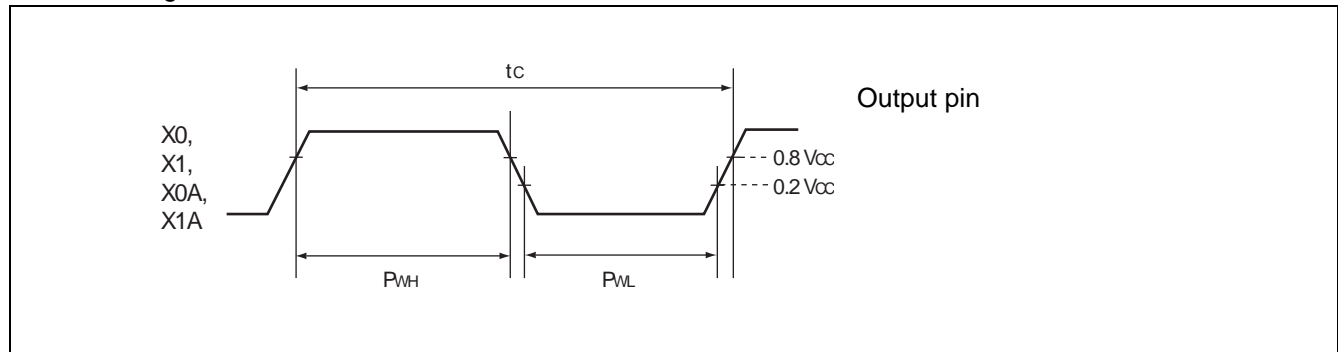 tC
Output pin
X0,
X1,
X0A,
X1A
0.8 VCC
0.2 VCC
PWH
PWL